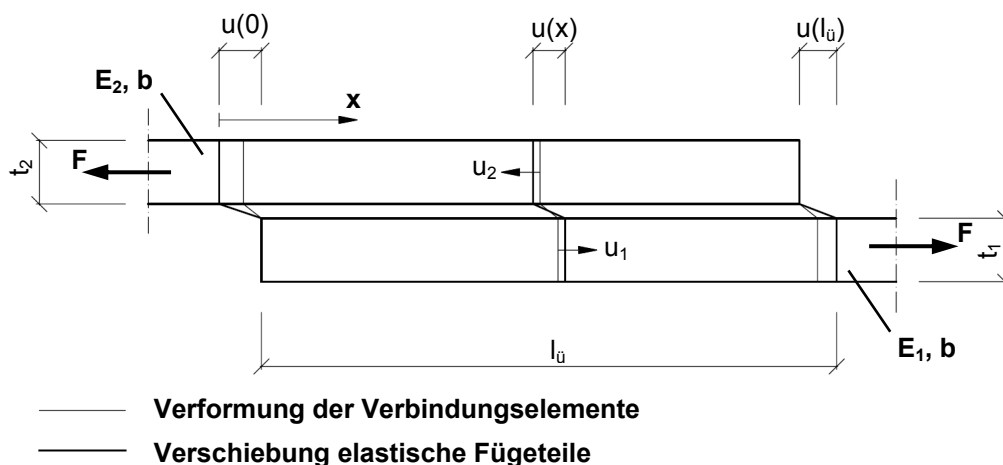 u(0)
u(x)
u(lü)
E₂, b
x
t₂
F
u₂
u₁
F
t₁
lü
E₁, b
Verformung der Verbindungselemente
Verschiebung elastische Fügeteile